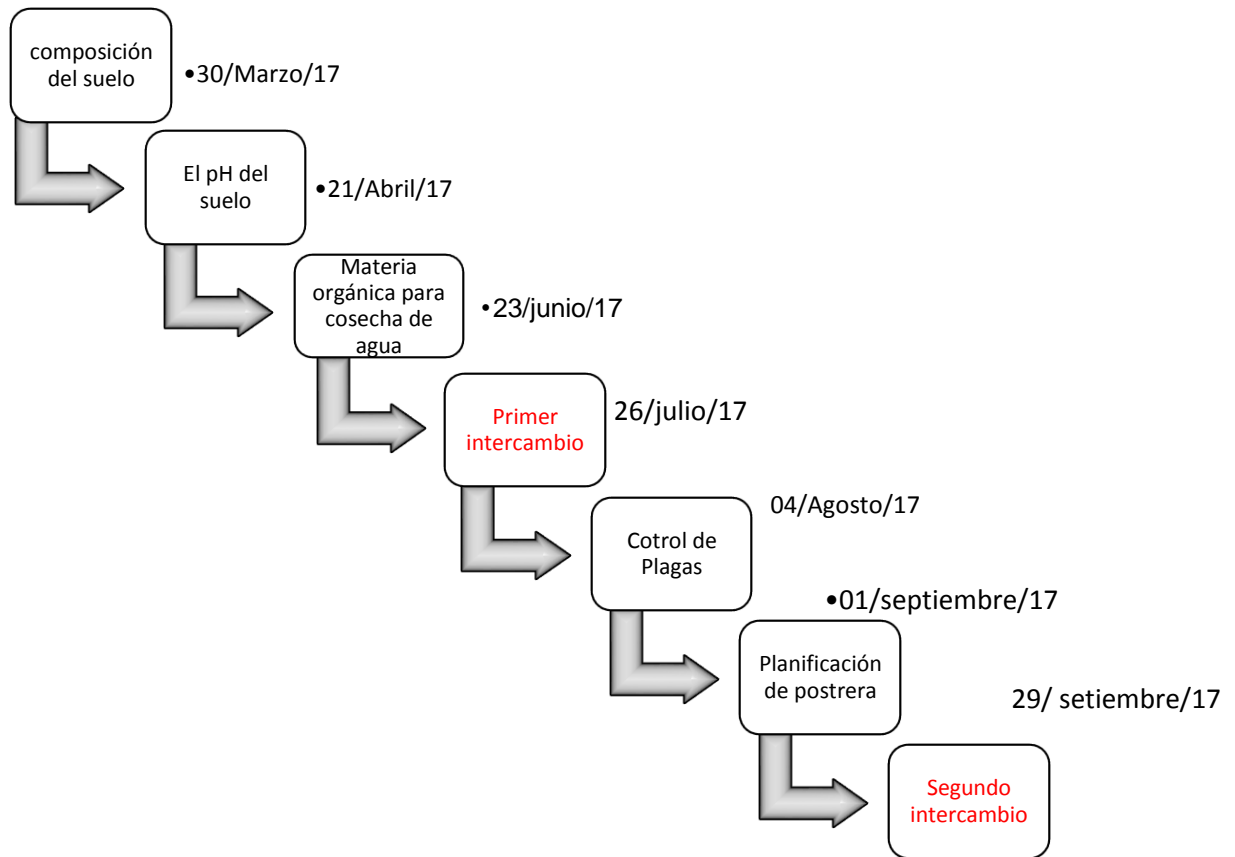 composición
del suelo
•30/Marzo/17
El pH del
suelo
•21/Abril/17
Materia
orgánica para
cosecha de
agua
•23/junio/17
Primer
intercambio
26/julio/17
Cotrol de
Plagas
04/Agosto/17
Planificación
de postrera
•01/septiembre/17
Segundo
intercambio
29/ setiembre/17